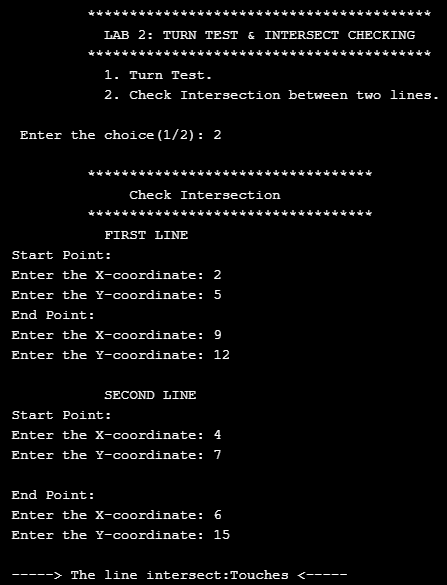 *****************************************
LAB 2: TURN TEST & INTERSECT CHECKING
*****************************************
1. Turn Test.
2. Check Intersection between two lines.
Enter the choice(1/2): 2
**********************************
Check Intersection
**********************************
FIRST LINE
Start Point:
Enter the X-coordinate: 2
Enter the Y-coordinate: 5
End Point:
Enter the X-coordinate: 9
Enter the Y-coordinate: 12
SECOND LINE
Start Point:
Enter the X-coordinate: 4
Enter the Y-coordinate: 7
End Point:
Enter the X-coordinate: 6
Enter the Y-coordinate: 15
-----> The line intersect:Touches <-----